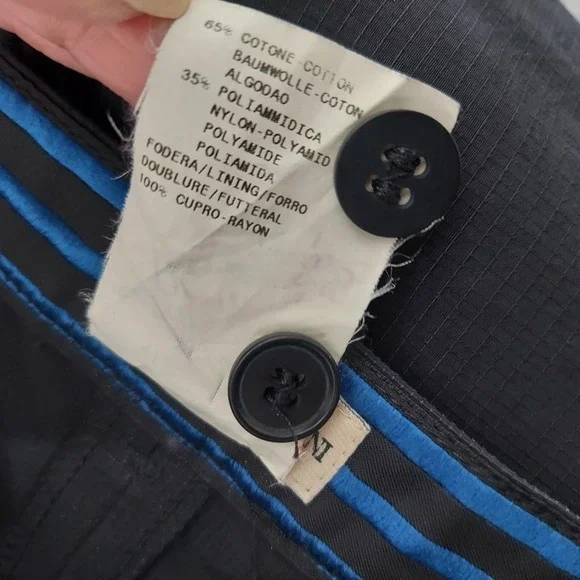 65% COTONE-COTTON
BAUMWOLLE-COTON
ALGODAO
35% POLIAMMIDICA
NYLON-POLYAMID
POLYAMIDE
POLIAMIDA
FODERA/LINING/FORRO
DOUBLURE/FUTTERAL
100% CUPRO-RAYON